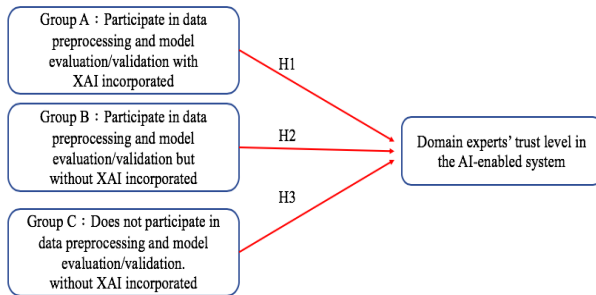 Group A：Participate in data
preprocessing and model
evaluation/validation with
XAI incorporated
H1
Group B：Participate in data
preprocessing and model
evaluation/validation but
without XAI incorporated
H2
Domain experts' trust level in
the AI-enabled system
H3
Group C：Does not participate in
data preprocessing and model
evaluation/validation.
without XAI incorporated